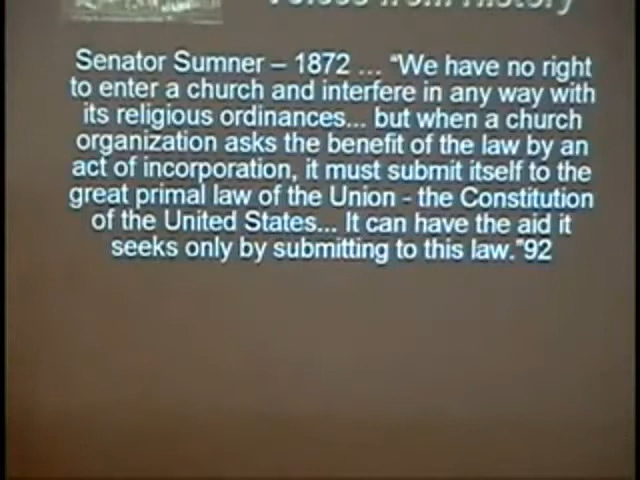 Voices from History
Senator Sumner – 1872 ... “We have no right
to enter a church and interfere in any way with
its religious ordinances... but when a church
organization asks the benefit of the law by an
act of incorporation, it must submit itself to the
great primal law of the Union - the Constitution
of the United States... It can have the aid it
seeks only by submitting to this law.”92